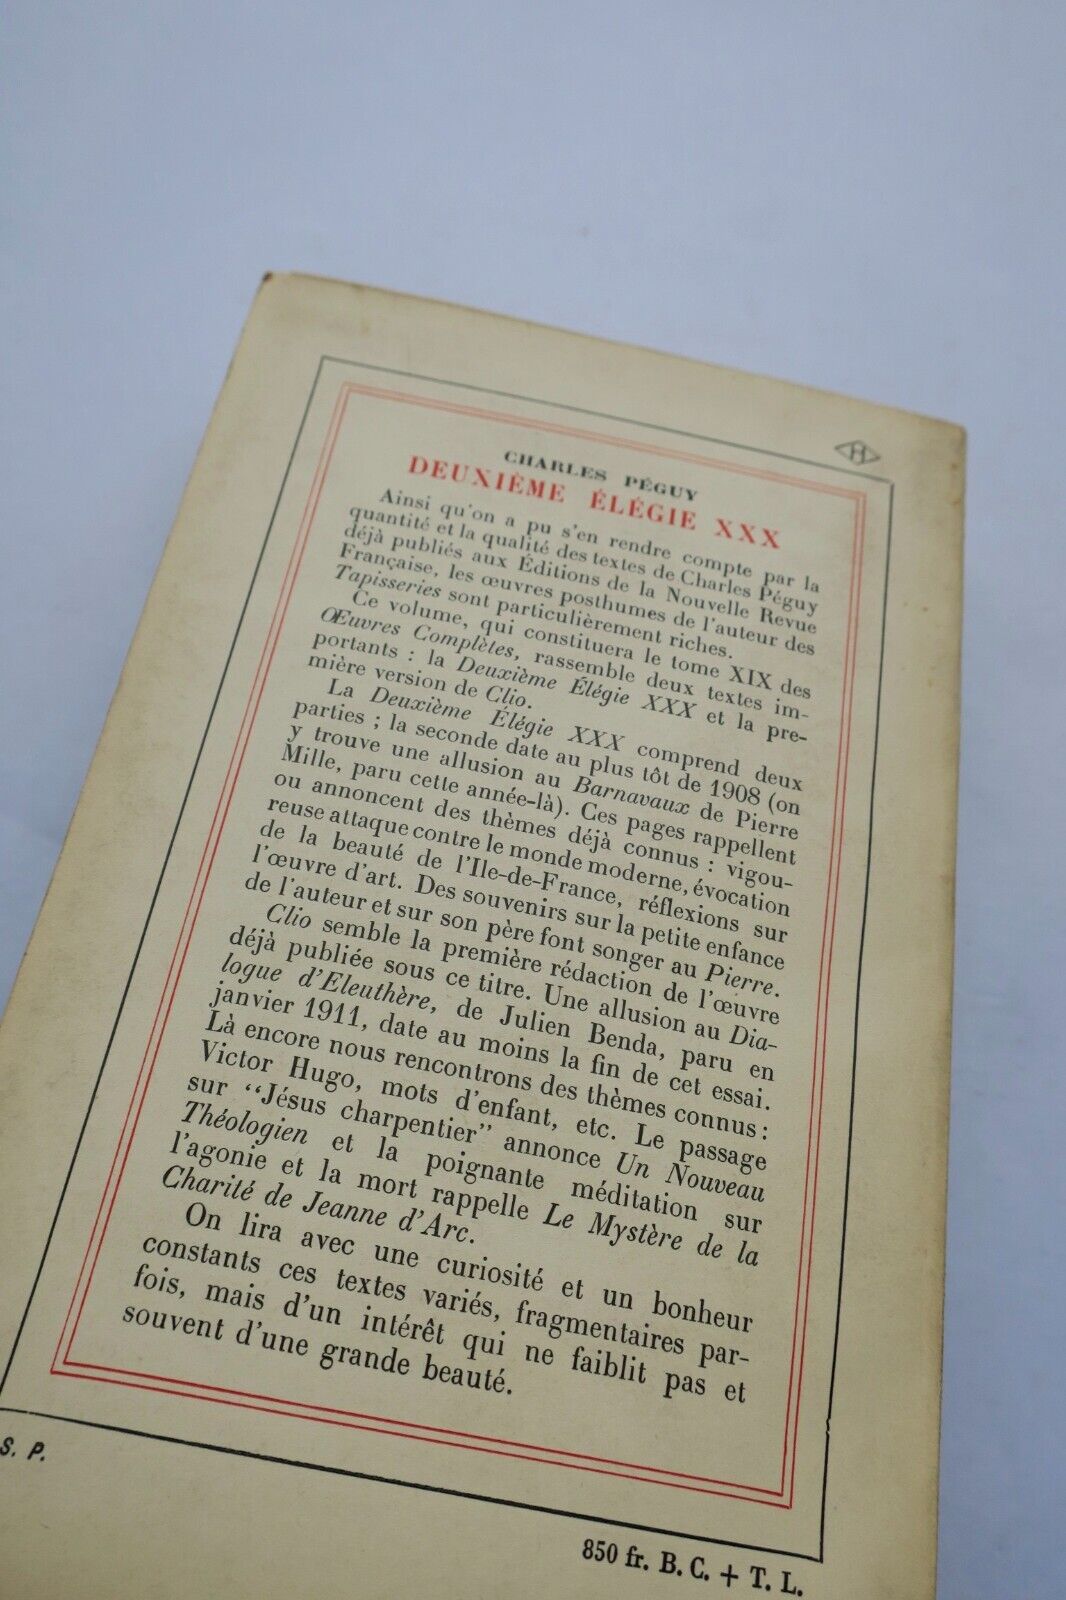 H
CHARLES PÉGUY
DEUXIÈME ÉLÉGIE XXX
Ainsi qu'on a pu s'en rendre compte par la
quantité et la qualité des textes de Charles Péguy
déjà publiés aux Éditions de la Nouvelle Revue
Française, les œuvres posthumes de l'auteur des
Tapisseries sont particulièrement riches.
Ce volume, qui constituera le tome XIX des
Œuvres Complètes, rassemble deux textes im-
portants : la Deuxième Élégie XXX et la pre-
mière version de Clio.
La Deuxième Élégie XXX comprend deux
parties ; la seconde date au plus tôt de 1908 (on
y trouve une allusion au Barnavaux de Pierre
Mille, paru cette année-là). Ces pages rappellent
ou annoncent des thèmes déjà connus : vigou-
reuse attaque contre le monde moderne, évocation
de la beauté de l'Ile-de-France, réflexions sur
l'œuvre d'art. Des souvenirs sur la petite enfance
de l'auteur et sur son père font songer au Pierre.
Clio semble la première rédaction de l'œuvre
déjà publiée sous ce titre. Une allusion au Dia-
logue d'Eleuthère, de Julien Benda, paru en
janvier 1911, date au moins la fin de cet essai.
Là encore nous rencontrons des thèmes connus :
Victor Hugo, mots d'enfant, etc. Le passage
sur "Jésus charpentier" annonce Un Nouveau
Théologien et la poignante méditation sur
l'agonie et la mort rappelle Le Mystère de la
Charité de Jeanne d'Arc.
On lira avec une curiosité et un bonheur
constants ces textes variés, fragmentaires par-
fois, mais d'un intérêt qui ne faiblit pas et
souvent d'une grande beauté.
S. P.
850 fr. B. C. + T. L.